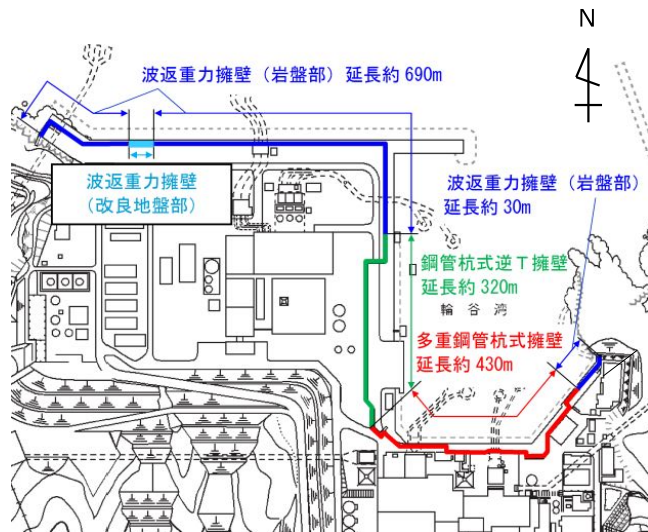 N
波返重力擁壁（岩盤部）延長約 690m
波返重力擁壁
（改良地盤部）
波返重力擁壁（岩盤部）
延長約 30m
鋼管杭式逆Ｔ擁壁
延長約 320m
輪谷湾
多重鋼管杭式擁壁
延長約 430m